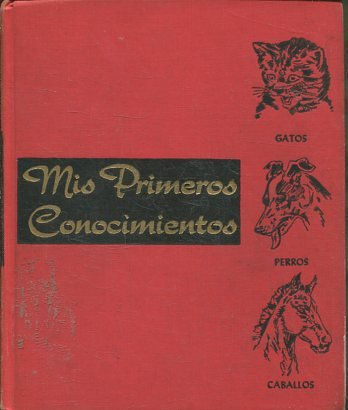 GATOS
Mis Primeros
Conocimientos
PERROS
CABALLOS